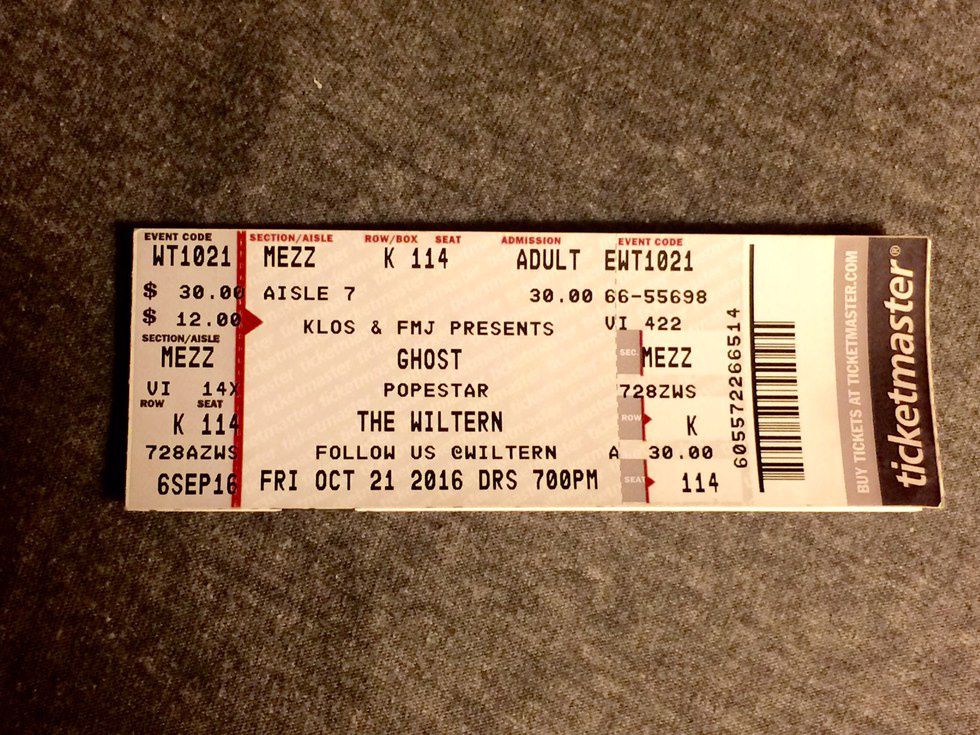 EVENT CODE
WT1021
$ 30.00
$ 12.00
SECTION/AISLE
MEZZ
VI 14X
ROW SEAT
K 114
728AZWS
6SEP16
SECTION/AISLE ROW/BOX SEAT ADMISSION
MEZZ K 114 ADULT
AISLE 7 30.00
KLOS & FMJ PRESENTS
GHOST
POPESTAR
THE WILTERN
FOLLOW US @WILTERN
FRI OCT 21 2016 DRS 700PM
EVENT CODE
EWT1021
66-55698
VI 422
SEC. MEZZ
728ZWS
ROW K
A 30.00
SEAT 114
605572266514
BUY TICKETS AT TICKETMASTER.COM
ticketmaster®